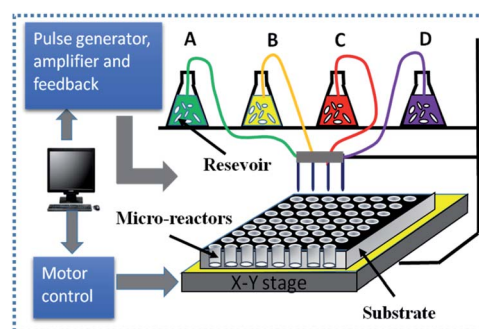 Pulse generator,
amplifier and
feedback
A
B
C
D
Resevoir
Micro-reactors
Motor
control
X-Y stage
Substrate